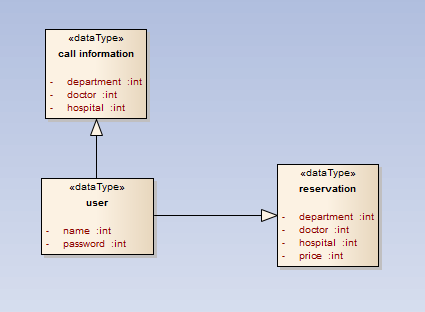 «dataType»
call information
- department :int
- doctor :int
- hospital :int
«dataType»
user
- name :int
- password :int
«dataType»
reservation
- department :int
- doctor :int
- hospital :int
- price :int